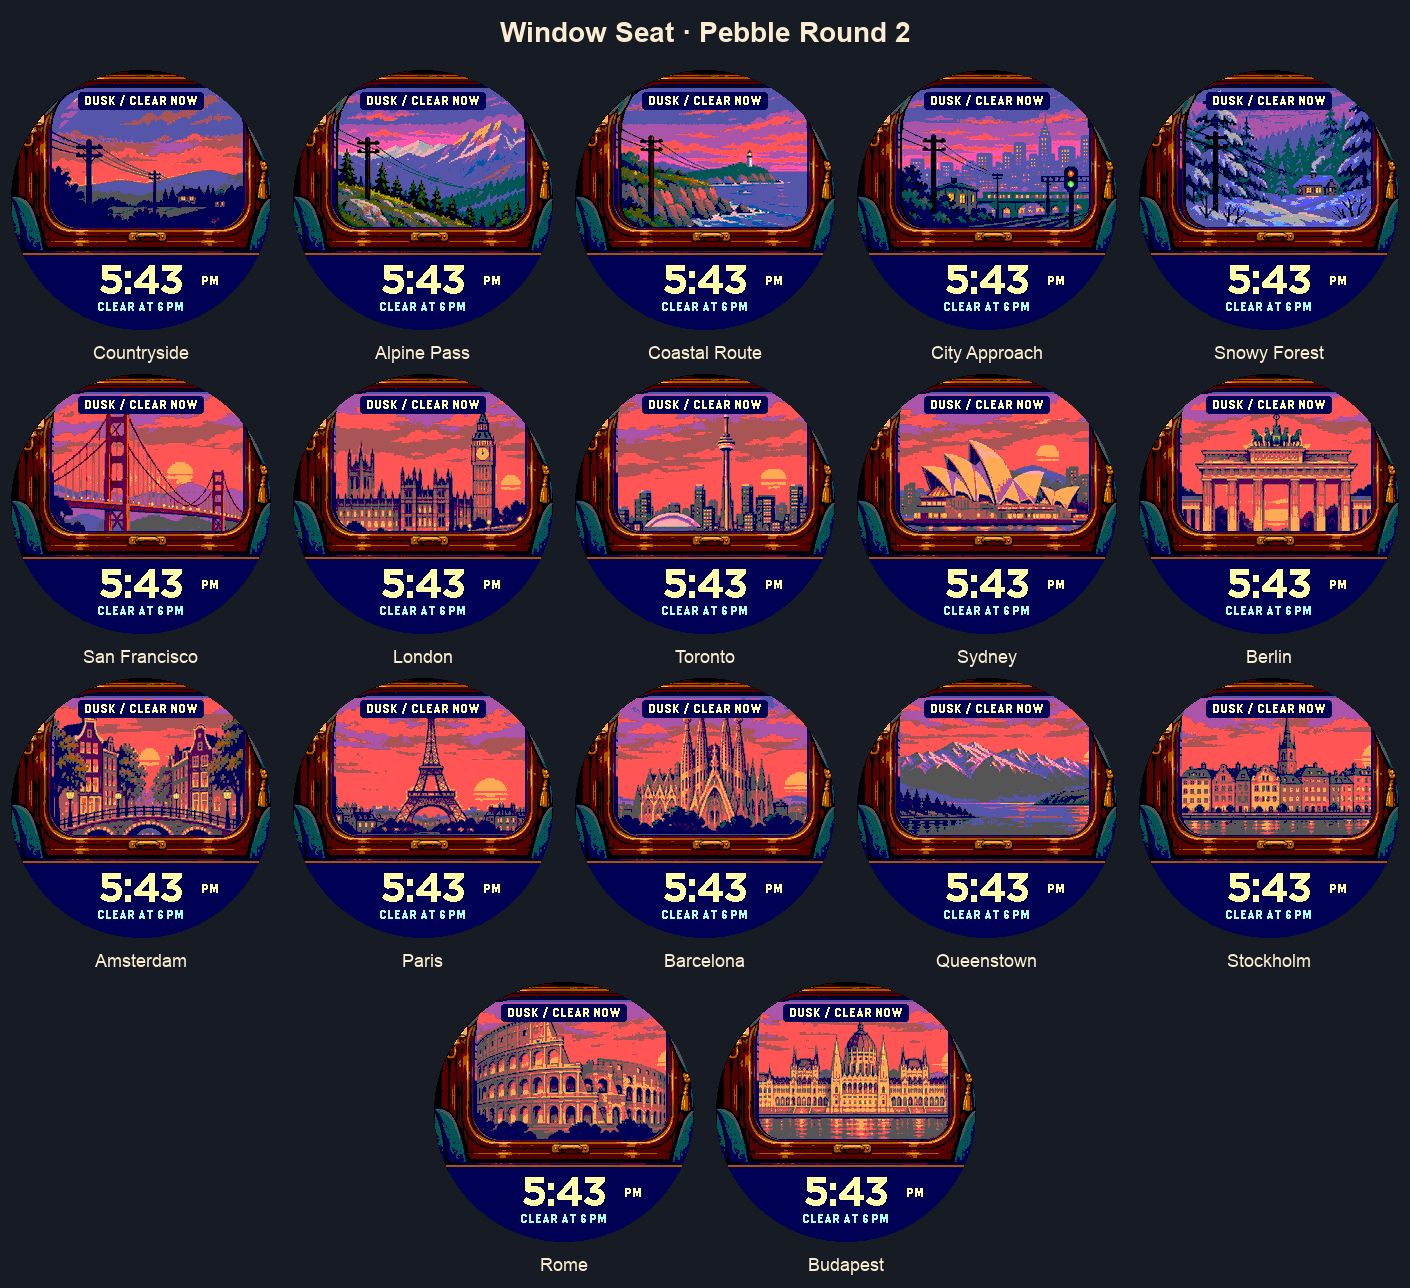 Window Seat · Pebble Round 2
DUSK / CLEAR NOW
5:43 PM
CLEAR AT 6 PM
Countryside
DUSK / CLEAR NOW
5:43 PM
CLEAR AT 6 PM
Alpine Pass
DUSK / CLEAR NOW
5:43 PM
CLEAR AT 6 PM
Coastal Route
DUSK / CLEAR NOW
5:43 PM
CLEAR AT 6 PM
City Approach
DUSK / CLEAR NOW
5:43 PM
CLEAR AT 6 PM
Snowy Forest
DUSK / CLEAR NOW
5:43 PM
CLEAR AT 6 PM
San Francisco
DUSK / CLEAR NOW
5:43 PM
CLEAR AT 6 PM
London
DUSK / CLEAR NOW
5:43 PM
CLEAR AT 6 PM
Toronto
DUSK / CLEAR NOW
5:43 PM
CLEAR AT 6 PM
Sydney
DUSK / CLEAR NOW
5:43 PM
CLEAR AT 6 PM
Berlin
DUSK / CLEAR NOW
5:43 PM
CLEAR AT 6 PM
Amsterdam
DUSK / CLEAR NOW
5:43 PM
CLEAR AT 6 PM
Paris
DUSK / CLEAR NOW
5:43 PM
CLEAR AT 6 PM
Barcelona
DUSK / CLEAR NOW
5:43 PM
CLEAR AT 6 PM
Queenstown
DUSK / CLEAR NOW
5:43 PM
CLEAR AT 6 PM
Stockholm
DUSK / CLEAR NOW
5:43 PM
CLEAR AT 6 PM
Rome
DUSK / CLEAR NOW
5:43 PM
CLEAR AT 6 PM
Budapest